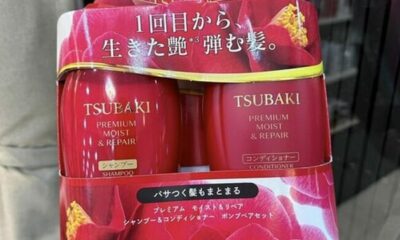 1回目から、
生きた艶*3弾む髪。
TSUBAKI
PREMIUM
MOIST
& REPAIR
シャンプー
SHAMPOO
TSUBAKI
PREMIUM
MOIST
& REPAIR
コンディショナー
CONDITIONER
パサつく髪もまとまる
プレミアム モイスト&リペア
シャンプー&コンディショナー ポンプペアセット